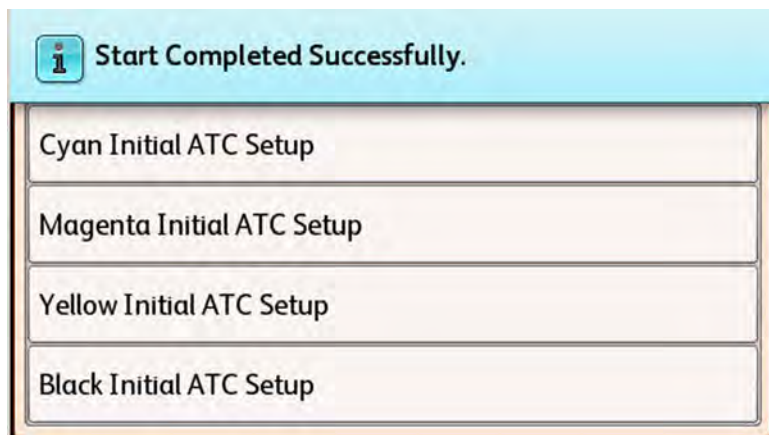 Start Completed Successfully.
Cyan Initial ATC Setup
Magenta Initial ATC Setup
Yellow Initial ATC Setup
Black Initial ATC Setup